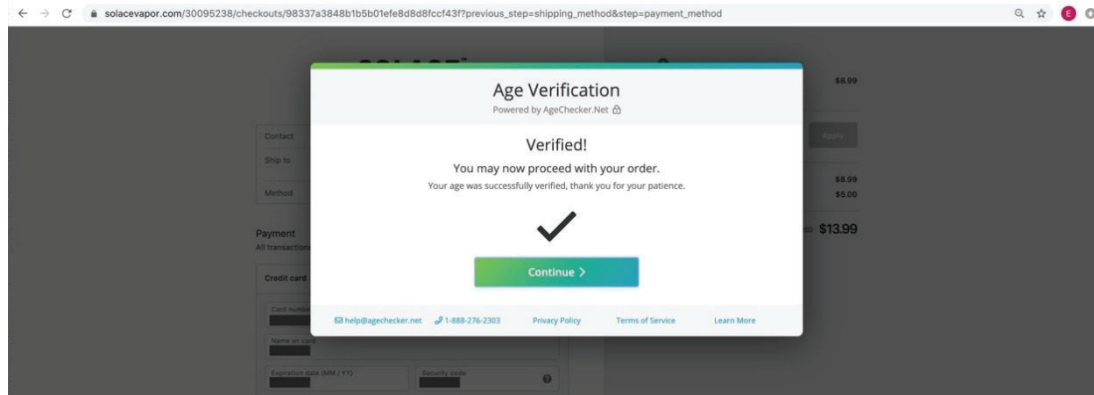 solacevapor.com/30095238/checkouts/98337a3848b1b5b01efe8d8d8fccf43f?previous_step=shipping_method&step=payment_method
E
SOLACE
$8.99
Age Verification
Powered by AgeChecker.Net
Contact
Apply
Verified!
Ship to
You may now proceed with your order.
Your age was successfully verified, thank you for your patience.
Method
$5.00
Payment
$13.99
All transactions
Continue >
Credit card
Card number
help@agechecker.net 1-888-276-2303 Privacy Policy Terms of Service Learn More
Name on card
Expiration date (MM / YY) Security code ?